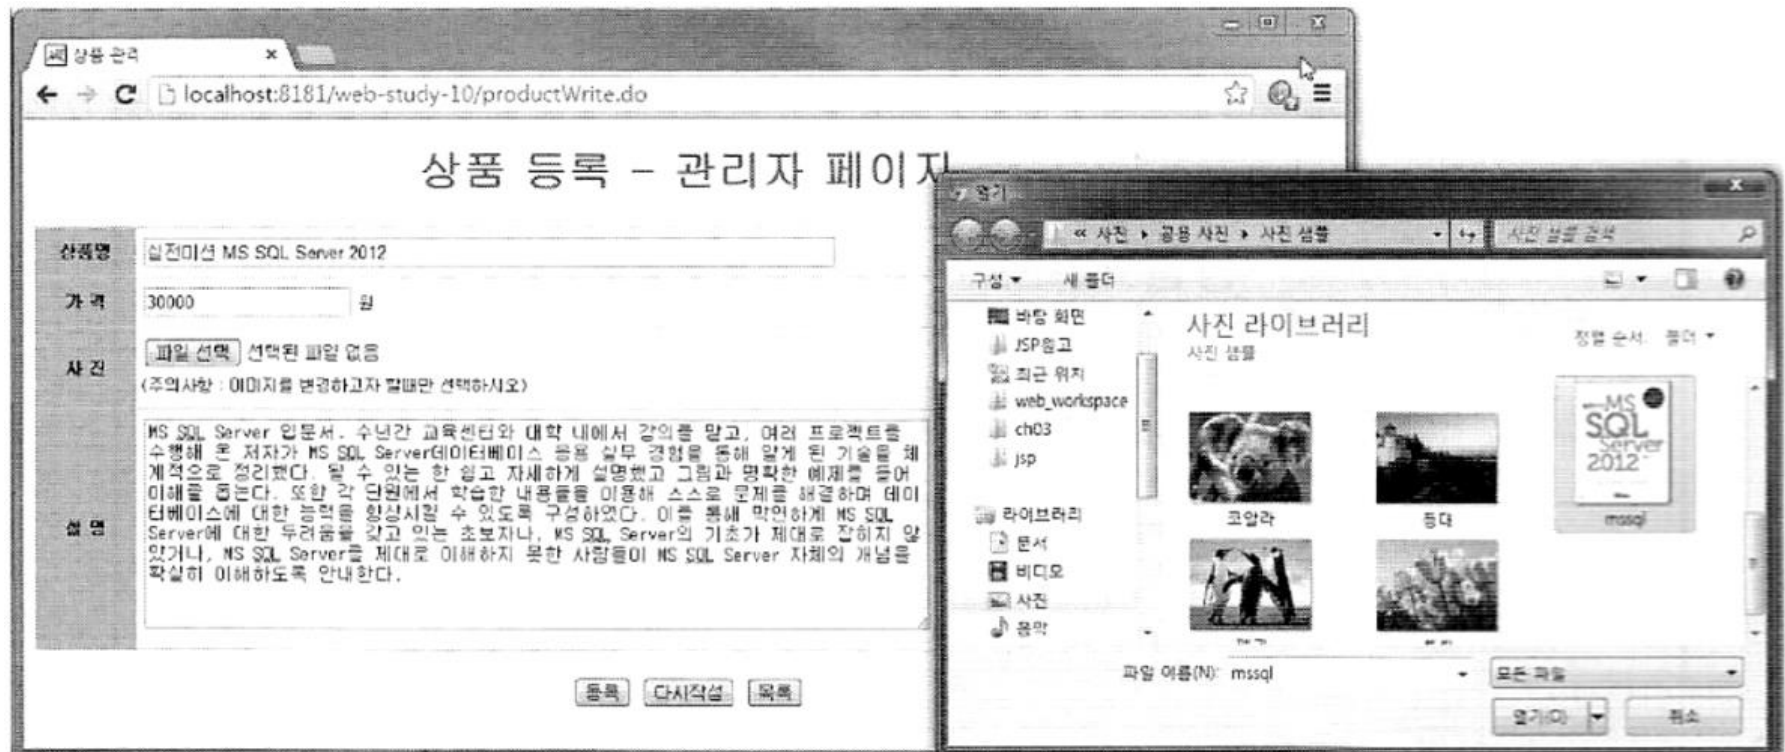 상품 관리
localhost:8181/web-study-10/productWrite.do
상품 등록 - 관리자 페이지
상품명
실전미션 MS SQL Server 2012
가 격
30000 원
사 진
파일 선택 선택된 파일 없음
(주의사항 : 이미지를 변경하고자 할때만 선택하시오)
설 명
MS SQL Server 입문서. 수년간 교육센터와 대학 내에서 강의를 맡고, 여러 프로젝트를
수행해 온 저자가 MS SQL Server데이터베이스 응용 실무 경험을 통해 알게 된 기술을 체
계적으로 정리했다. 될 수 있는 한 쉽고 자세하게 설명했고 그림과 명확한 예제를 들어
이해를 돕는다. 또한 각 단원에서 학습한 내용들을 이용해 스스로 문제를 해결하며 데이
터베이스에 대한 능력을 향상시킬 수 있도록 구성하였다. 이를 통해 막연하게 MS SQL
Server에 대한 두려움을 갖고 있는 초보자나, MS SQL Server의 기초가 제대로 잡히지 않
았거나, MS SQL Server를 제대로 이해하지 못한 사람들이 MS SQL Server 자체의 개념을
확실히 이해하도록 안내한다.
등록 다시작성 목록
열기
« 사진 ▸ 공용 사진 ▸ 사진 샘플
사진 샘플 검색
구성 새 폴더
바탕 화면
JSP원고
최근 위치
web_workspace
ch03
jsp
라이브러리
문서
비디오
사진
음악
사진 라이브러리
사진 샘플
정렬 순서: 폴더
코알라
등대
MS
SQL
Server
2012
mssql
파일 이름(N): mssql
모든 파일
열기(O) 취소